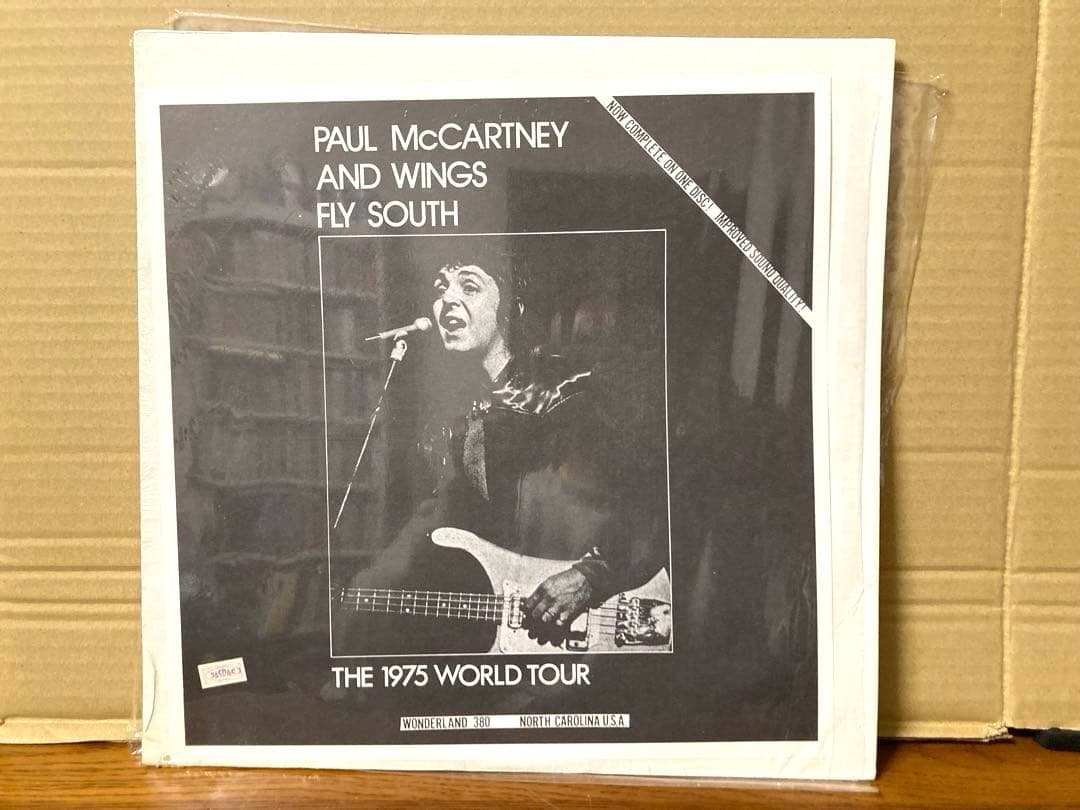 PAUL McCARTNEY
AND WINGS
FLY SOUTH
NOW COMPLETE ON ONE DISC! IMPROVED SOUND QUALITY!
THE 1975 WORLD TOUR
WONDERLAND 380 NORTH CAROLINA U.S.A.